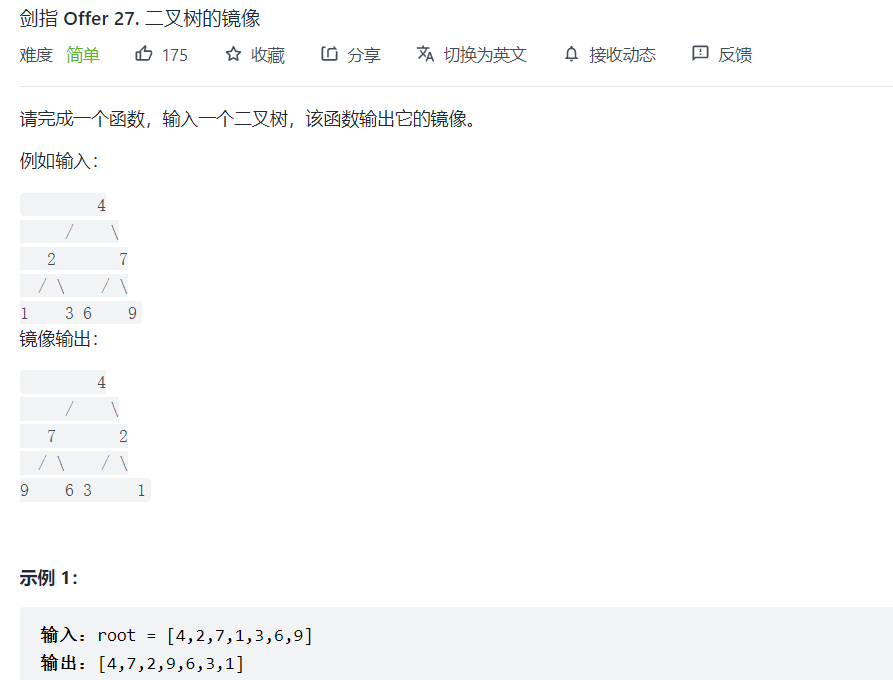 剑指 Offer 27. 二叉树的镜像
难度 简单 175 收藏 分享 切换为英文 接收动态 反馈
请完成一个函数，输入一个二叉树，该函数输出它的镜像。
例如输入：
4
/ \
2 7
/ \ / \
1 3 6 9
镜像输出：
4
/ \
7 2
/ \ / \
9 6 3 1
示例 1：
输入：root = [4,2,7,1,3,6,9]
输出：[4,7,2,9,6,3,1]